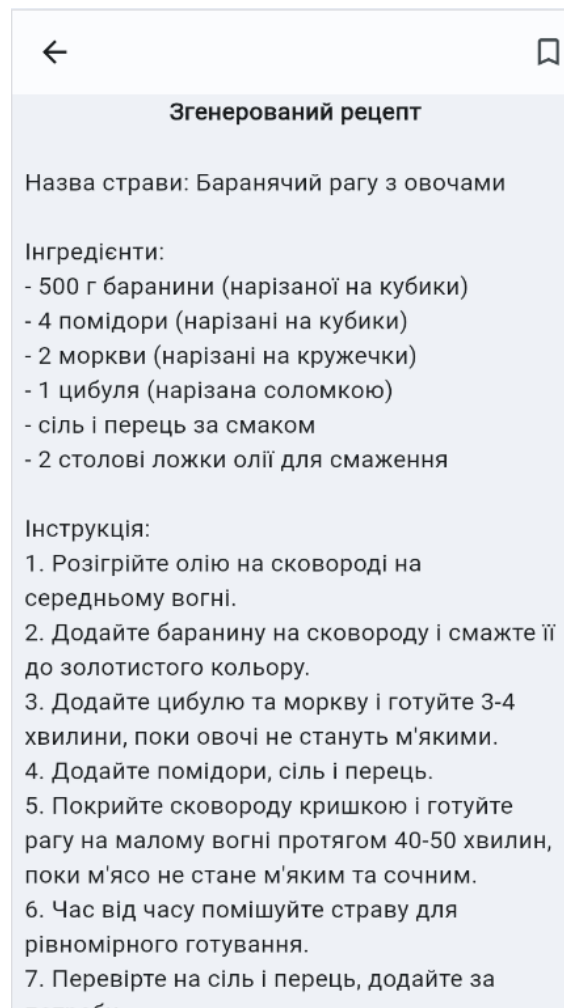 Згенерований рецепт
Назва страви: Баранячий рагу з овочами
Інгредієнти:
- 500 г баранини (нарізаної на кубики)
- 4 помідори (нарізані на кубики)
- 2 моркви (нарізані на кружечки)
- 1 цибуля (нарізана соломкою)
- сіль і перець за смаком
- 2 столові ложки олії для смаження
Інструкція:
1. Розігрійте олію на сковороді на
середньому вогні.
2. Додайте баранину на сковороду і смажте її
до золотистого кольору.
3. Додайте цибулю та моркву і готуйте 3-4
хвилини, поки овочі не стануть м'якими.
4. Додайте помідори, сіль і перець.
5. Покрийте сковороду кришкою і готуйте
рагу на малому вогні протягом 40-50 хвилин,
поки м'ясо не стане м'яким та сочним.
6. Час від часу помішуйте страву для
рівномірного готування.
7. Перевірте на сіль і перець, додайте за